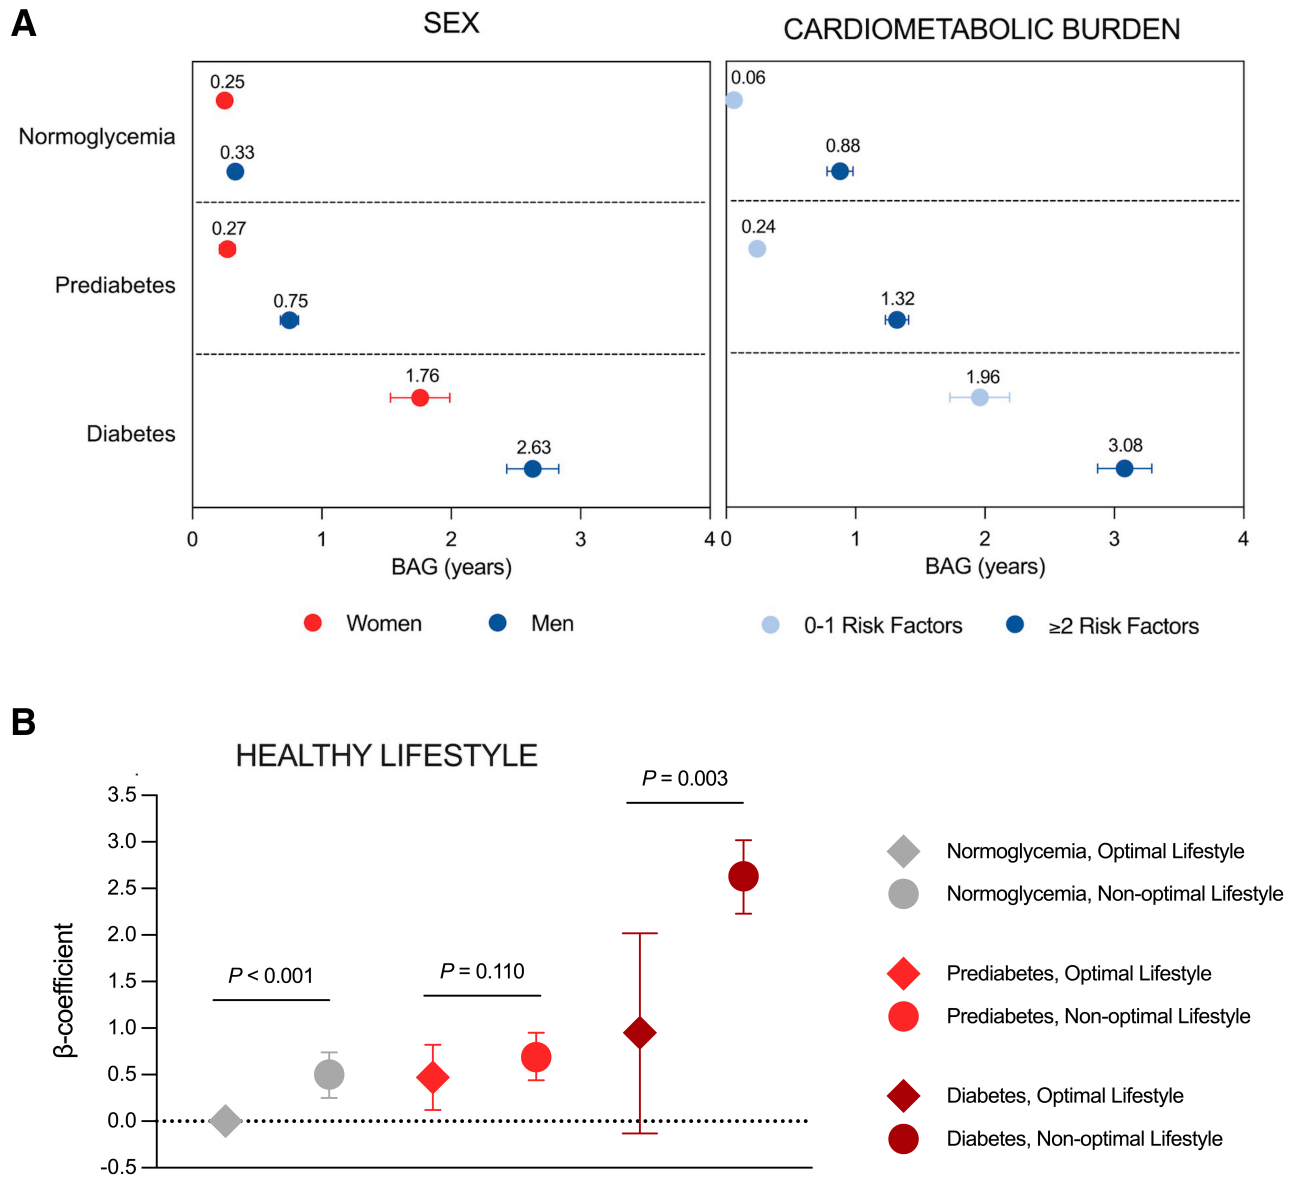 A
SEX
CARDIOMETABOLIC BURDEN
Normoglycemia
Prediabetes
Diabetes
0.25
0.33
0.27
0.75
1.76
2.63
0 1 2 3 4
BAG (years)
Women Men
0.06
0.88
0.24
1.32
1.96
3.08
0 1 2 3 4
BAG (years)
0-1 Risk Factors ≥2 Risk Factors
B
HEALTHY LIFESTYLE
β-coefficient
3.5
3.0
2.5
2.0
1.5
1.0
0.5
0.0
-0.5
P < 0.001
P = 0.110
P = 0.003
Normoglycemia, Optimal Lifestyle
Normoglycemia, Non-optimal Lifestyle
Prediabetes, Optimal Lifestyle
Prediabetes, Non-optimal Lifestyle
Diabetes, Optimal Lifestyle
Diabetes, Non-optimal Lifestyle